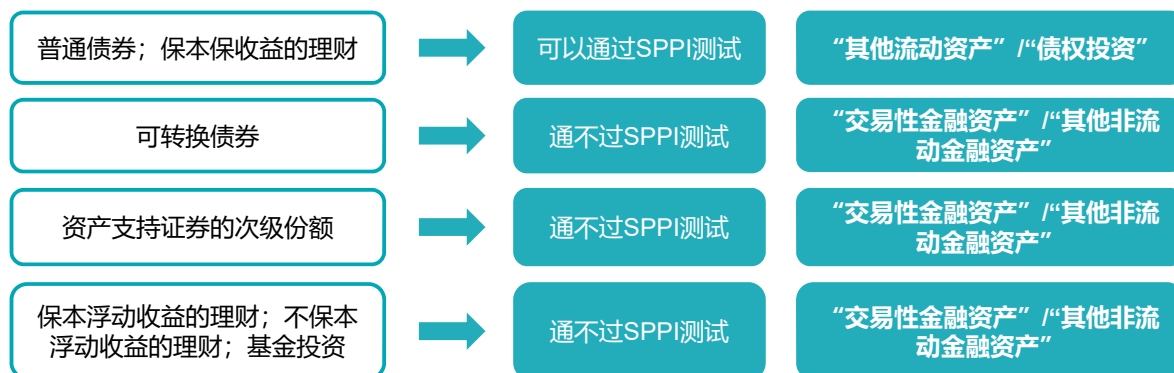 普通债券；保本保收益的理财
可以通过SPPI测试
“其他流动资产”/“债权投资”
可转换债券
通不过SPPI测试
“交易性金融资产”/“其他非流
动金融资产”
资产支持证券的次级份额
通不过SPPI测试
“交易性金融资产”/“其他非流
动金融资产”
保本浮动收益的理财；不保本
浮动收益的理财；基金投资
通不过SPPI测试
“交易性金融资产”/“其他非流
动金融资产”